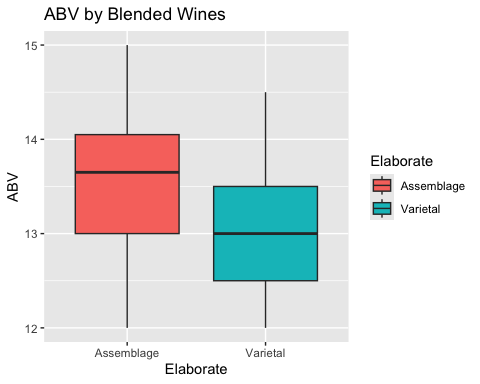 ABV by Blended Wines
15
14
13
12
ABV
Assemblage
Varietal
Elaborate
Elaborate
Assemblage
Varietal